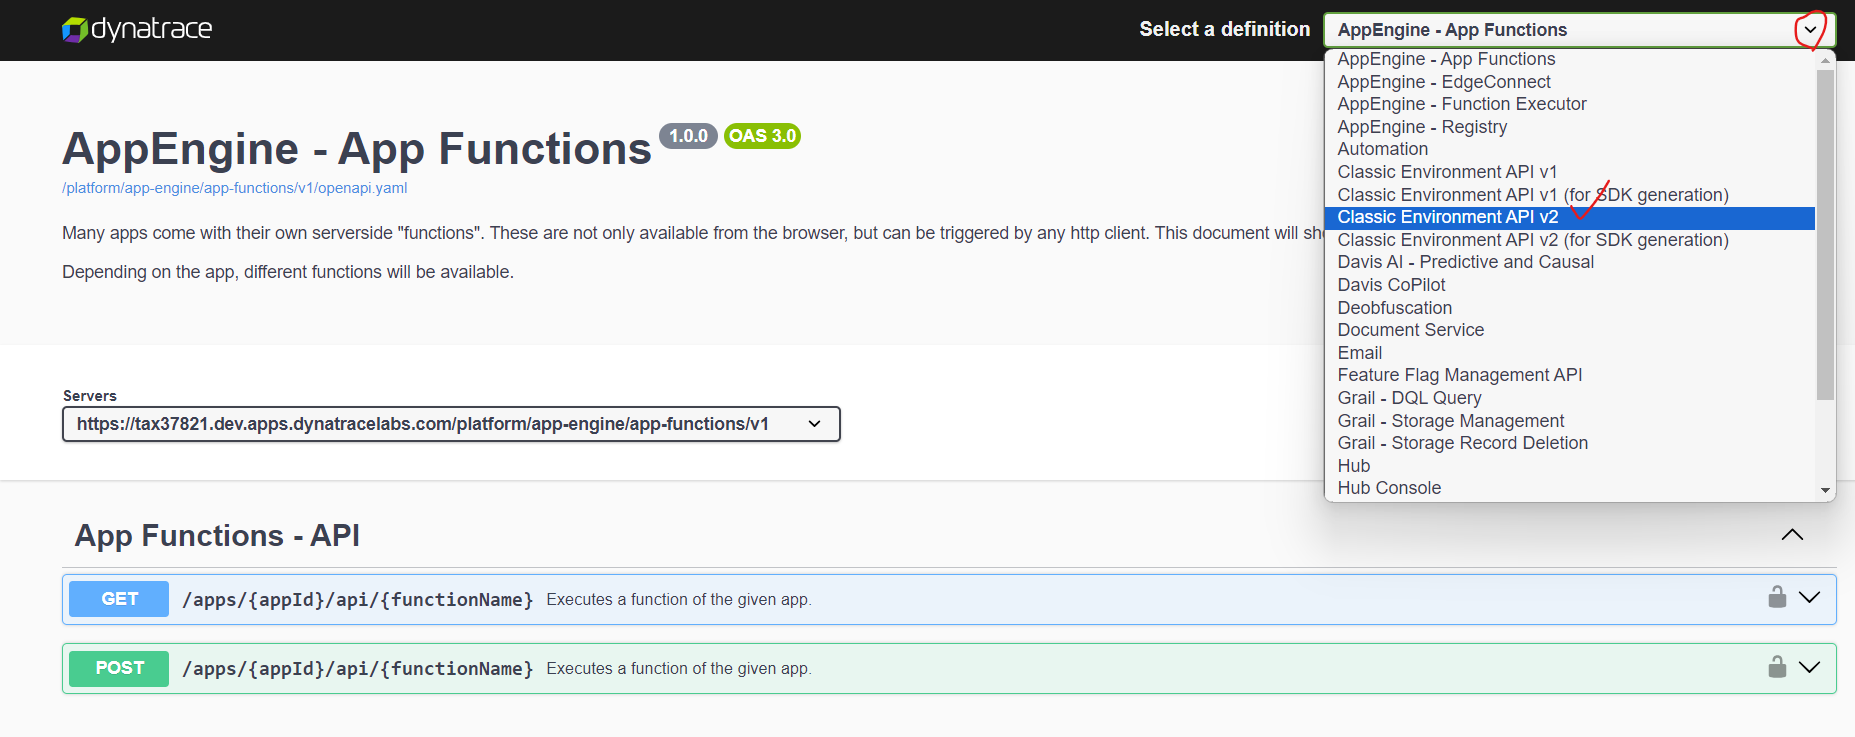 dynatrace
Select a definition
AppEngine - App Functions
AppEngine - App Functions
AppEngine - EdgeConnect
AppEngine - Function Executor
AppEngine - Registry
Automation
Classic Environment API v1
Classic Environment API v1 (for SDK generation)
Classic Environment API v2
Classic Environment API v2 (for SDK generation)
Davis AI - Predictive and Causal
Davis CoPilot
Deobfuscation
Document Service
Email
Feature Flag Management API
Grail - DQL Query
Grail - Storage Management
Grail - Storage Record Deletion
Hub
Hub Console
AppEngine - App Functions 1.0.0 OAS 3.0
/platform/app-engine/app-functions/v1/openapi.yaml
Many apps come with their own serverside "functions". These are not only available from the browser, but can be triggered by any http client. This document will
Depending on the app, different functions will be available.
Servers
https://tax37821.dev.apps.dynatracelabs.com/platform/app-engine/app-functions/v1
App Functions - API
GET /apps/{appId}/api/{functionName} Executes a function of the given app.
POST /apps/{appId}/api/{functionName} Executes a function of the given app.